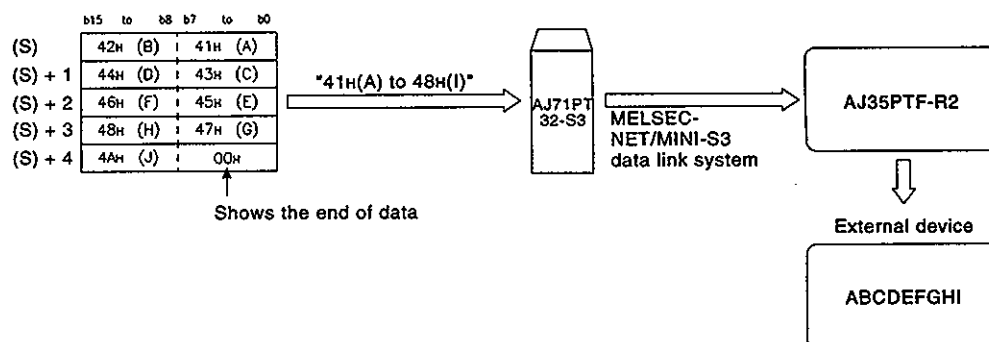 b15 to b8 b7 to b0
(S) 42H (B) 41H (A)
(S) + 1 44H (D) 43H (C)
(S) + 2 46H (F) 45H (E)
(S) + 3 48H (H) 47H (G)
(S) + 4 4AH (J) 00H
Shows the end of data
"41H(A) to 48H(I)"
AJ71PT
32-S3
MELSEC-
NET/MINI-S3
data link system
AJ35PTF-R2
External device
ABCDEFGHI